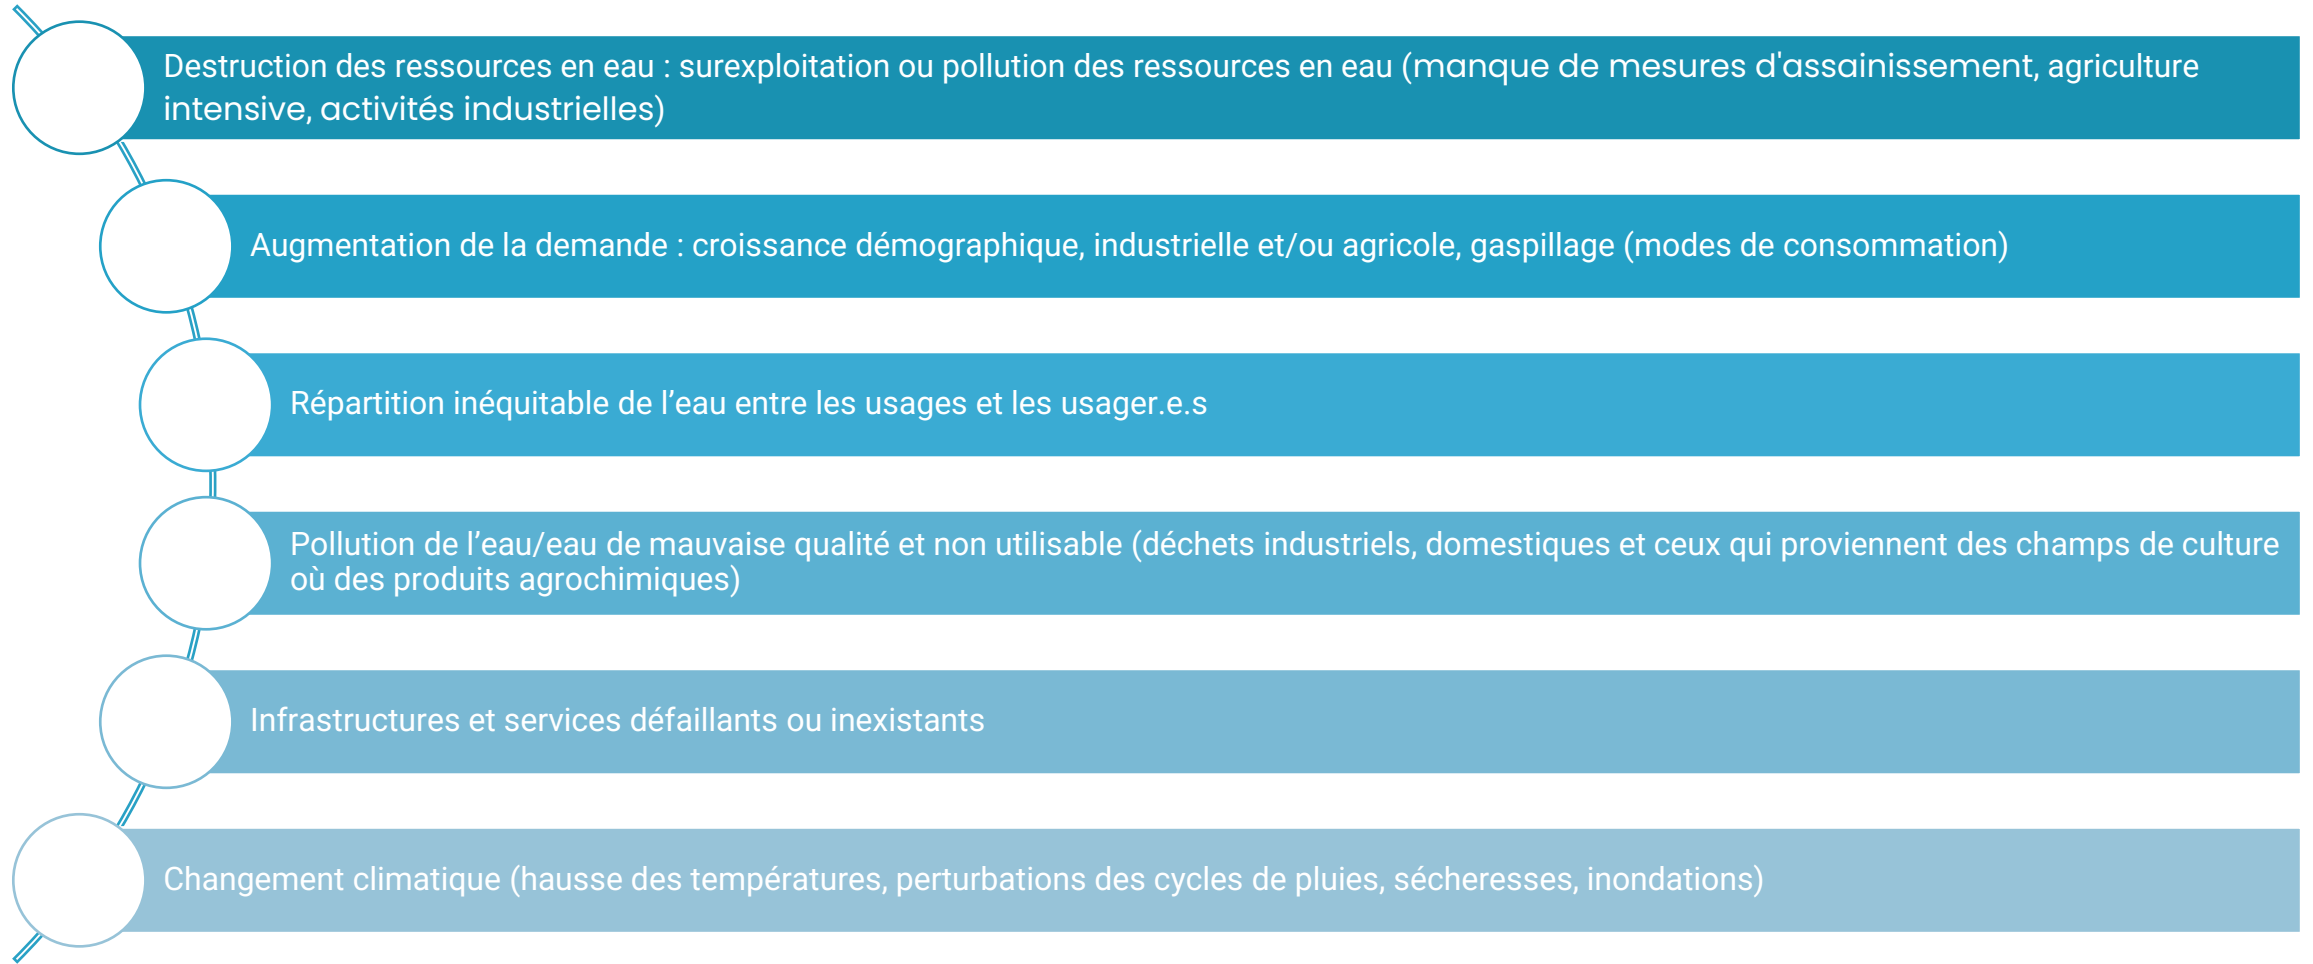 Destruction des ressources en eau : surexploitation ou pollution des ressources en eau (manque de mesures d'assainissement, agriculture
intensive, activités industrielles)
Augmentation de la demande : croissance démographique, industrielle et/ou agricole, gaspillage (modes de consommation)
Répartition inéquitable de l’eau entre les usages et les usager.e.s
Pollution de l’eau/eau de mauvaise qualité et non utilisable (déchets industriels, domestiques et ceux qui proviennent des champs de culture
où des produits agrochimiques)
Infrastructures et services défaillants ou inexistants
Changement climatique (hausse des températures, perturbations des cycles de pluies, sécheresses, inondations)